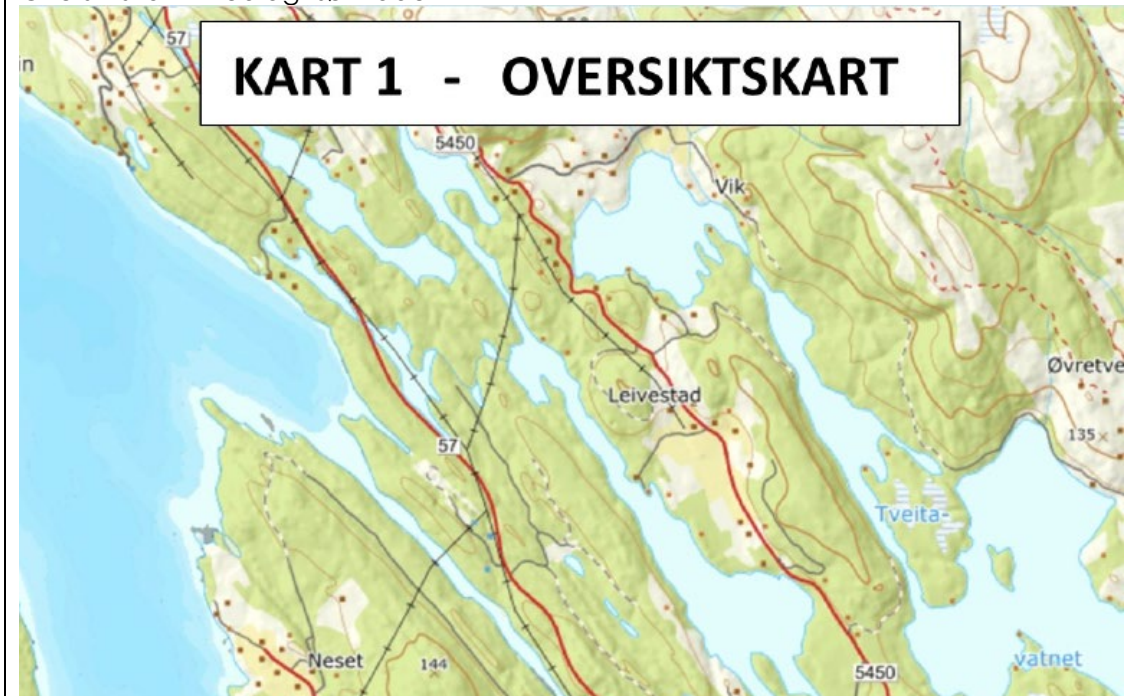 57
KART 1 - OVERSIKTSKART
5450
Vik
Øvretve
Leivestad
135
57
Tveita-
Neset
144
vatnet
5450